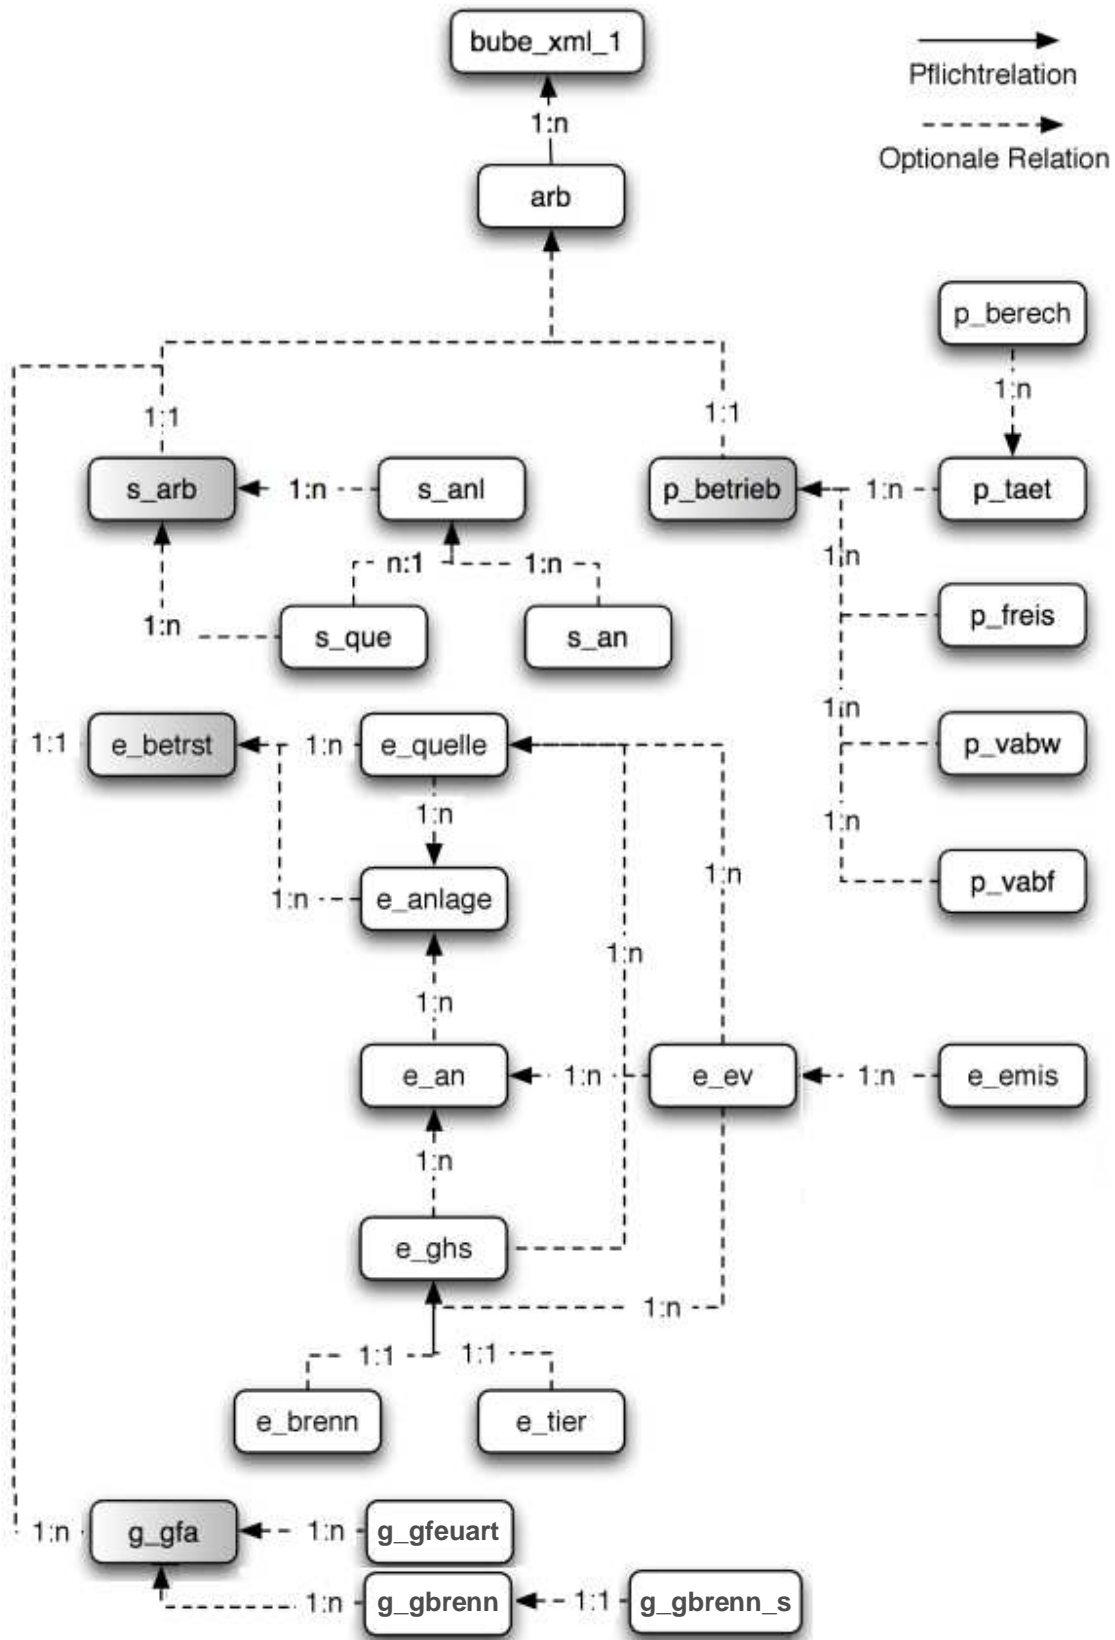 bube_xml_1
Pflichtrelation
1:n
Optionale Relation
arb
p_berech
1:n
1:1
1:1
s_arb
1:n
s_anl
p_betrieb
1:n
p_taet
n:1
1:n
1:n
1:n
s_que
s_an
p_freis
1:n
1:1
e_betrst
1:n
e_quelle
p_vabw
1:n
1:n
1:n
e_anlage
1:n
p_vabf
1:n
1:n
e_an
1:n
e_ev
1:n
e_emis
1:n
e_ghs
1:n
1:1
1:1
e_brenn
e_tier
1:n
g_gfa
1:n
g_gfeuart
1:n
g_gbrenn
1:1
g_gbrenn_s